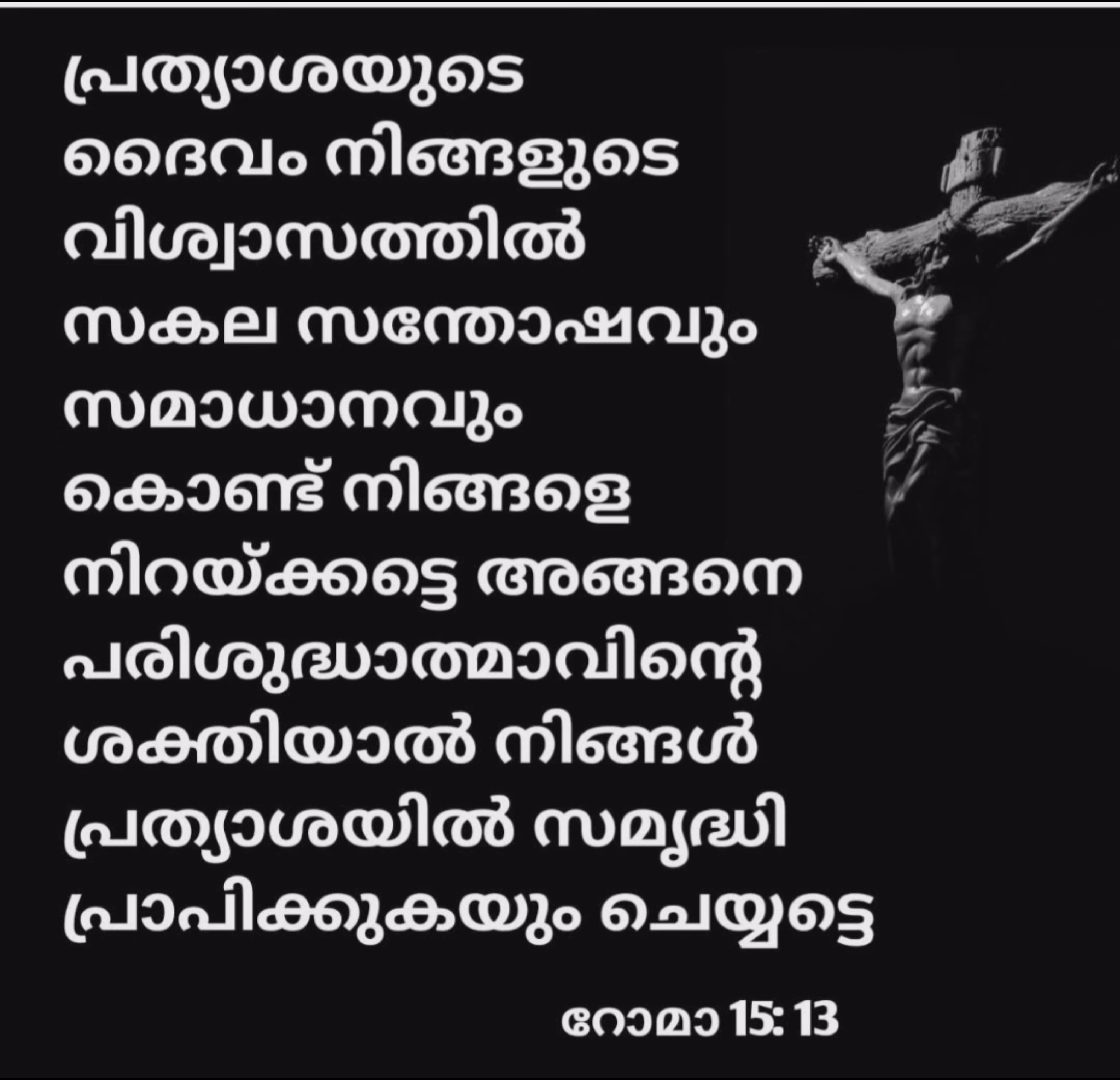 പ്രത്യാശയുടെ
ദൈവം നിങ്ങളുടെ
വിശ്വാസത്തിൽ
സകല സന്തോഷവും
സമാധാനവും
കൊണ്ട് നിങ്ങളെ
നിറയ്ക്കട്ടെ അങ്ങനെ
പരിശുദ്ധാത്മാവിന്റെ
ശക്തിയാൽ നിങ്ങൾ
പ്രത്യാശയിൽ സമൃദ്ധി
പ്രാപിക്കുകയും ചെയ്യട്ടെ
റോമാ 15: 13